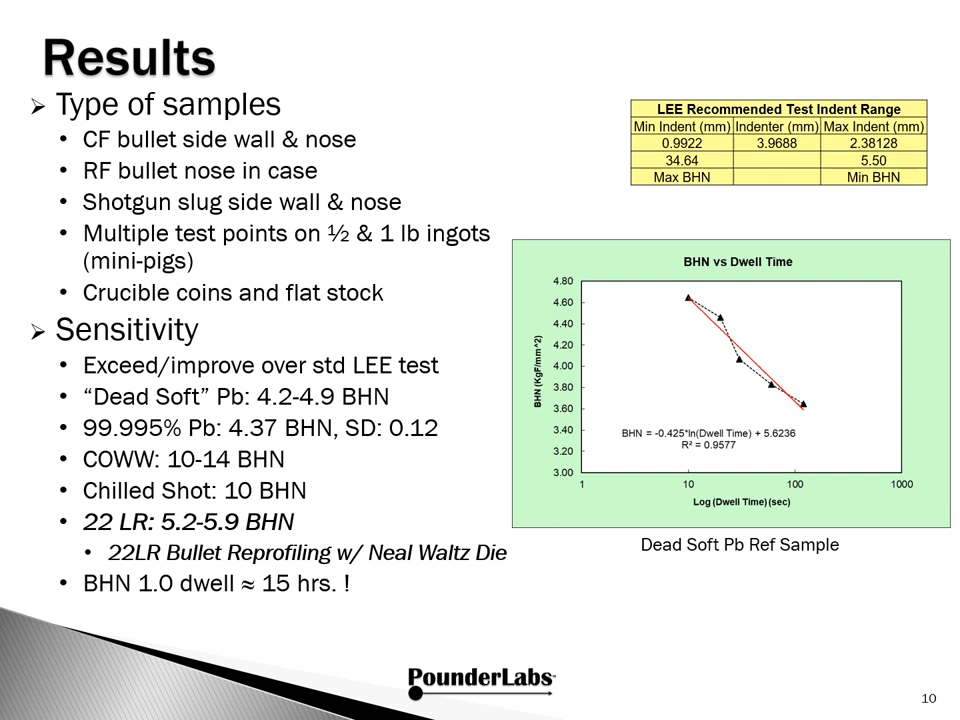 Results
➢ Type of samples
• CF bullet side wall & nose
• RF bullet nose in case
• Shotgun slug side wall & nose
• Multiple test points on ½ & 1 lb ingots
(mini-pigs)
• Crucible coins and flat stock
➢ Sensitivity
• Exceed/improve over std LEE test
• “Dead Soft” Pb: 4.2-4.9 BHN
• 99.995% Pb: 4.37 BHN, SD: 0.12
• COWW: 10-14 BHN
• Chilled Shot: 10 BHN
• 22 LR: 5.2-5.9 BHN
• 22LR Bullet Reprofiling w/ Neal Waltz Die
• BHN 1.0 dwell ≈ 15 hrs. !
LEE Recommended Test Indent Range
Min Indent (mm) Indenter (mm) Max Indent (mm)
0.9922 3.9688 2.38128
34.64 5.50
Max BHN Min BHN
BHN vs Dwell Time
4.80
4.60
4.40
4.20
4.00
3.80
3.60
3.40
3.20
3.00
BHN (KgF/mm^2)
BHN = -0.425*ln(Dwell Time) + 5.6236
R² = 0.9577
1 10 100 1000
Log (Dwell Time) (sec)
Dead Soft Pb Ref Sample
PounderLabs
10